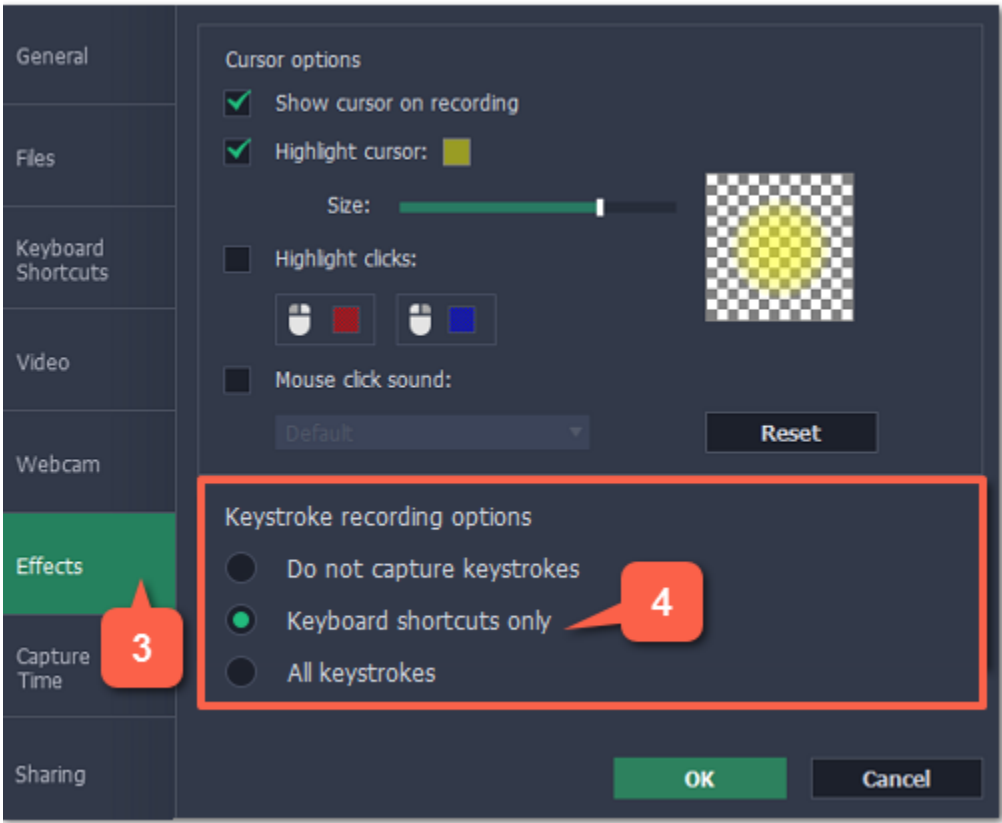 General
Files
Keyboard
Shortcuts
Video
Webcam
Effects
3
Capture
Time
Sharing
Cursor options
Show cursor on recording
Highlight cursor:
Size:
Highlight clicks:
Mouse click sound:
Default
Reset
Keystroke recording options
Do not capture keystrokes
Keyboard shortcuts only
4
All keystrokes
OK
Cancel